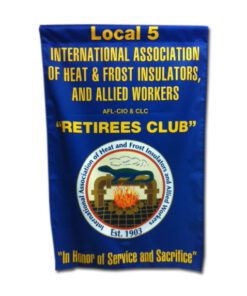 Local 5
INTERNATIONAL ASSOCIATION
OF HEAT & FROST INSULATORS,
AND ALLIED WORKERS
AFL-CIO & CLC
"RETIREES CLUB"
International Association of Heat and Frost Insulators and Allied Workers
Est. 1903
"In Honor of Service and Sacrifice"